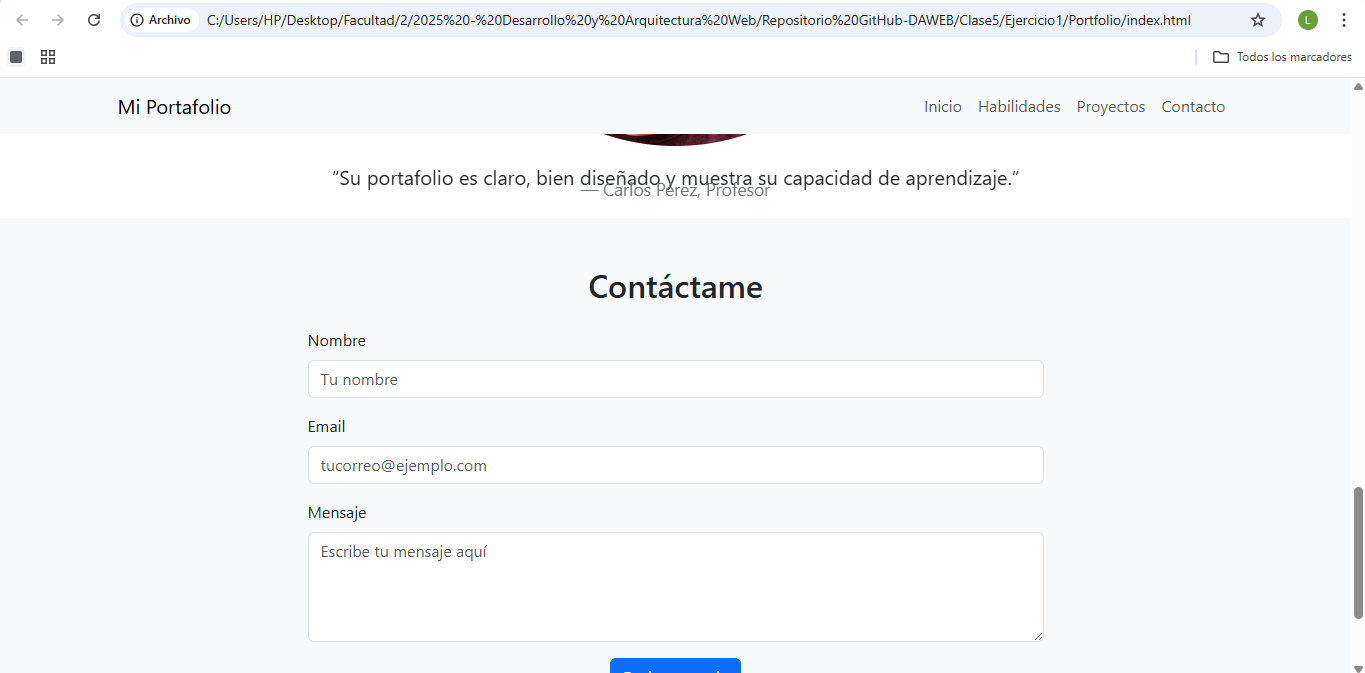 Archivo C:/Users/HP/Desktop/Facultad/2/2025%20-%20Desarrollo%20y%20Arquitectura%20Web/Repositorio%20GitHub-DAWEB/Clase5/Ejercicio1/Portfolio/index.html L
Todos los marcadores
Mi Portafolio Inicio Habilidades Proyectos Contacto
“Su portafolio es claro, bien diseñado y muestra su capacidad de aprendizaje.”
— Carlos Pérez, Profesor
Contáctame
Nombre
Tu nombre
Email
tucorreo@ejemplo.com
Mensaje
Escribe tu mensaje aquí